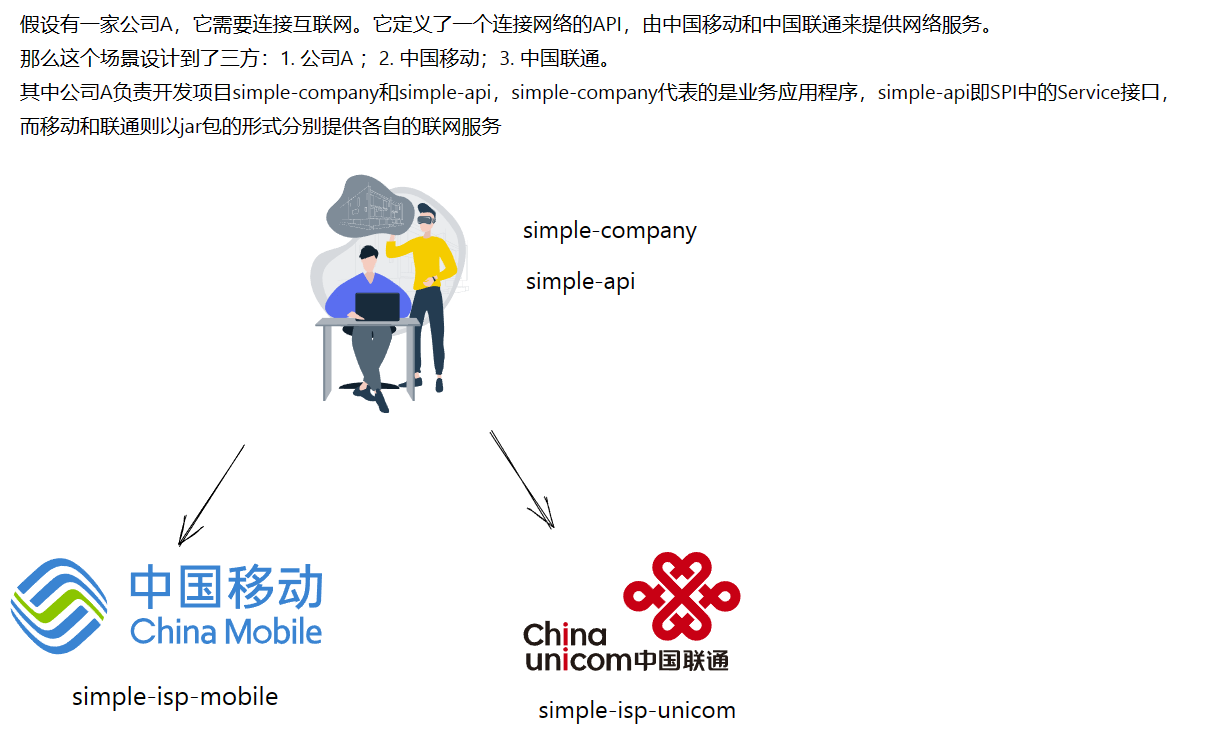 假设有一家公司A，它需要连接互联网。它定义了一个连接网络的API，由中国移动和中国联通来提供网络服务。
那么这个场景设计到了三方：1. 公司A ；2. 中国移动；3. 中国联通。
其中公司A负责开发项目simple-company和simple-api，simple-company代表的是业务应用程序，simple-api即SPI中的Service接口，
而移动和联通则以jar包的形式分别提供各自的联网服务
simple-company
simple-api
中国移动
China Mobile
simple-isp-mobile
China
unicom中国联通
simple-isp-unicom